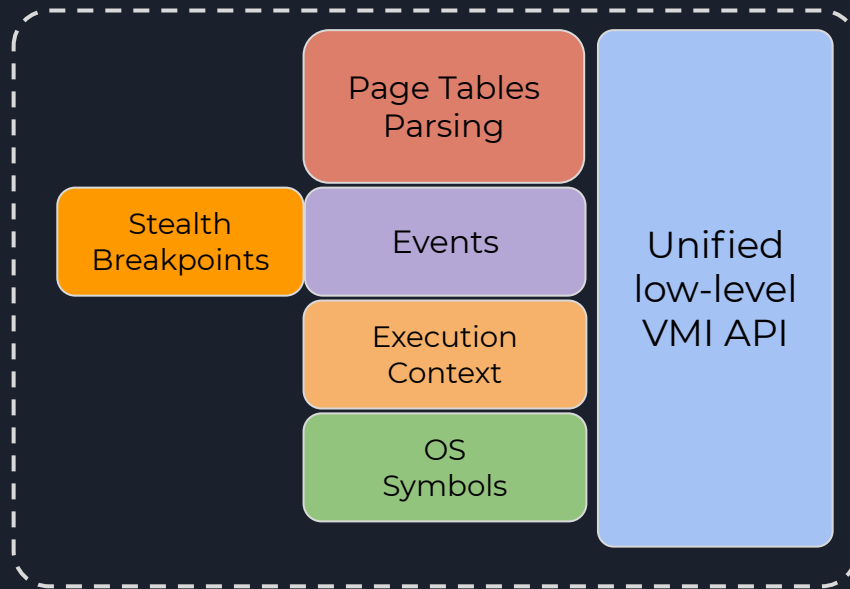 Page Tables
Parsing
Stealth
Breakpoints
Events
Execution
Context
OS
Symbols
Unified
low-level
VMI API